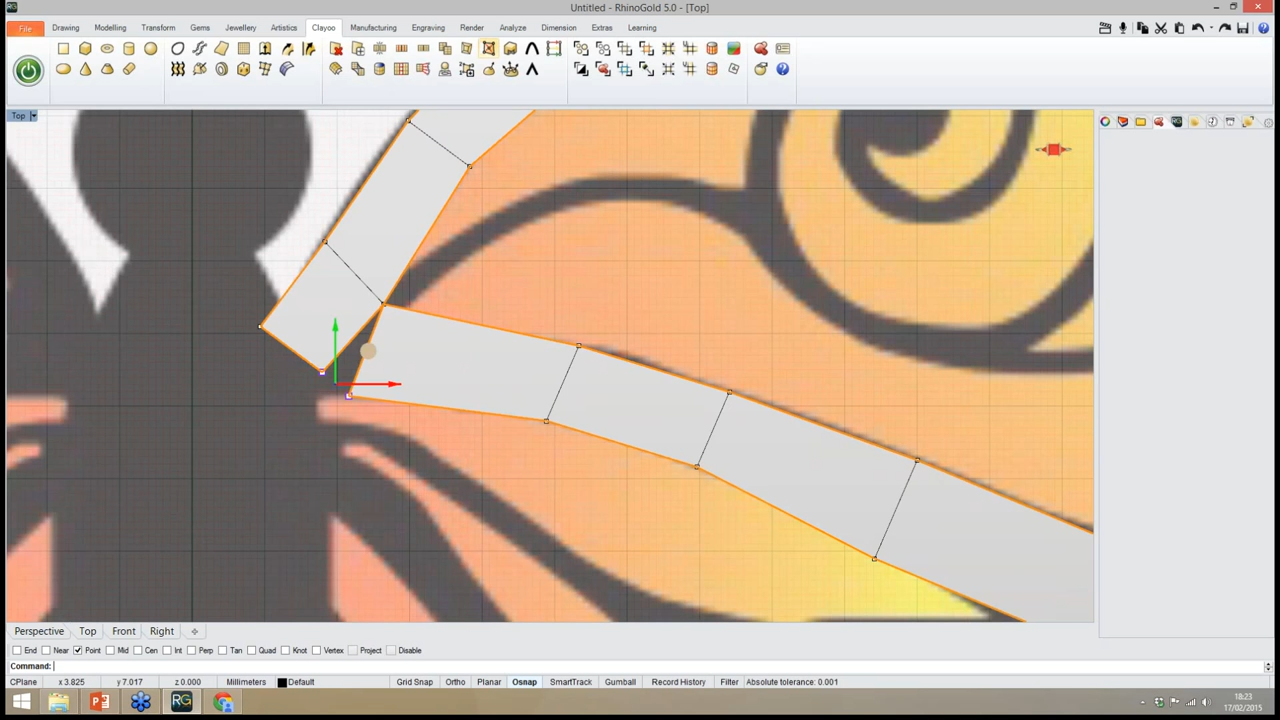 Untitled - RhinoGold 5.0 - [Top]
File Drawing Modelling Transform Gems Jewellery Artistics Clayoo Manufacturing Engraving Render Analyze Dimension Extras Learning
Top
Perspective Top Front Right
End Near Point Mid Cen Int Perp Tan Quad Knot Vertex Project Disable
Command:
CPlane x 3.825 y 7.017 z 0.000 Millimeters Default Grid Snap Ortho Planar Osnap SmartTrack Gumball Record History Filter Absolute tolerance: 0.001
RG
18:23
17/02/2015